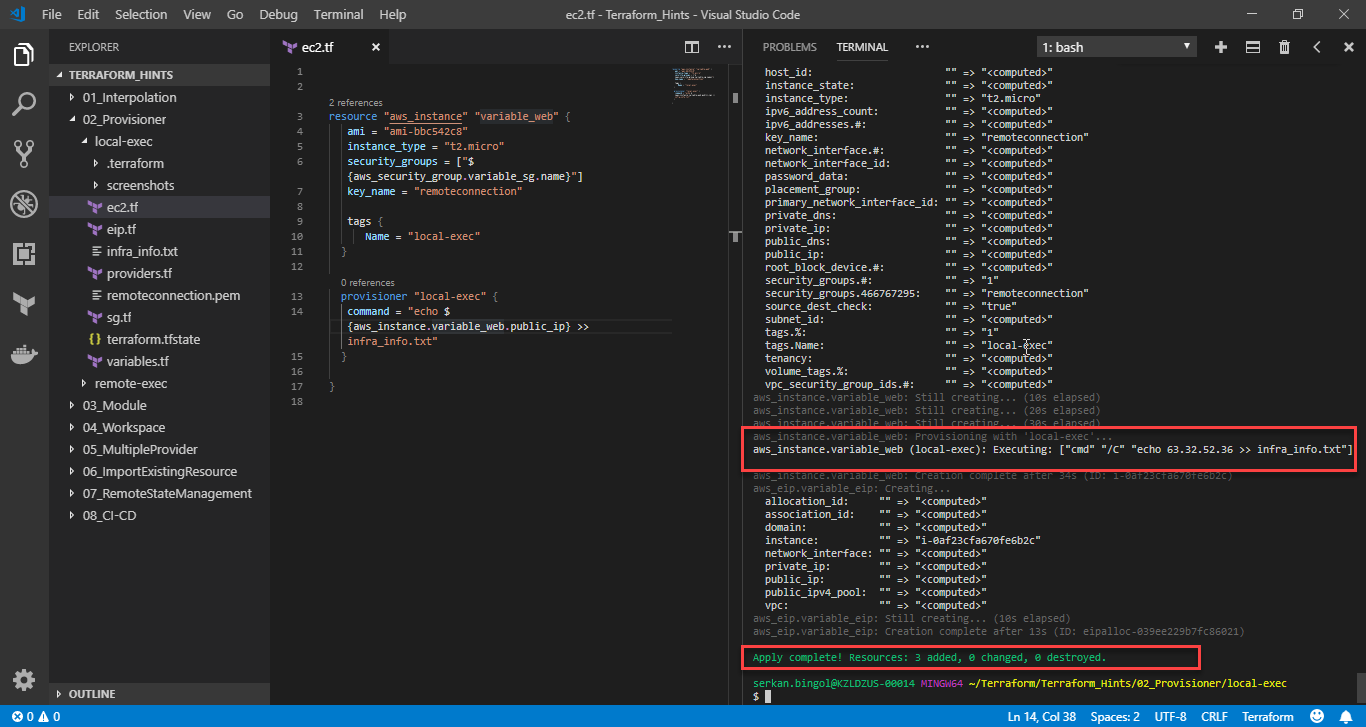 File Edit Selection View Go Debug Terminal Help
ec2.tf - Terraform_Hints - Visual Studio Code
EXPLORER
TERRAFORM_HINTS
01_Interpolation
02_Provisioner
local-exec
.terraform
screenshots
ec2.tf
eip.tf
infra_info.txt
providers.tf
remoteconnection.pem
sg.tf
terraform.tfstate
variables.tf
remote-exec
03_Module
04_Workspace
05_MultipleProvider
06_ImportExistingResource
07_RemoteStateManagement
08_CI-CD
OUTLINE
ec2.tf
1
2
2 references
3 resource "aws_instance" "variable_web" {
4 ami = "ami-bbc542c8"
5 instance_type = "t2.micro"
6 security_groups = ["$
{aws_security_group.variable_sg.name}"]
7 key_name = "remoteconnection"
8
9 tags {
10 Name = "local-exec"
11 }
12
0 references
13 provisioner "local-exec" {
14 command = "echo $
{aws_instance.variable_web.public_ip} >>
infra_info.txt"
15 }
16
17 }
18
PROBLEMS TERMINAL ··· 1: bash
host_id: "" => "<computed>"
instance_state: "" => "<computed>"
instance_type: "" => "t2.micro"
ipv6_address_count: "" => "<computed>"
ipv6_addresses.#: "" => "<computed>"
key_name: "" => "remoteconnection"
network_interface.#: "" => "<computed>"
network_interface_id: "" => "<computed>"
password_data: "" => "<computed>"
placement_group: "" => "<computed>"
primary_network_interface_id: "" => "<computed>"
private_dns: "" => "<computed>"
private_ip: "" => "<computed>"
public_dns: "" => "<computed>"
public_ip: "" => "<computed>"
root_block_device.#: "" => "<computed>"
security_groups.#: "" => "1"
security_groups.466767295: "" => "remoteconnection"
source_dest_check: "" => "true"
subnet_id: "" => "<computed>"
tags.%: "" => "1"
tags.Name: "" => "local-exec"
tenancy: "" => "<computed>"
volume_tags.%: "" => "<computed>"
vpc_security_group_ids.#: "" => "<computed>"
aws_instance.variable_web: Still creating... (10s elapsed)
aws_instance.variable_web: Still creating... (20s elapsed)
aws_instance.variable_web: Still creating... (30s elapsed)
aws_instance.variable_web: Provisioning with 'local-exec'...
aws_instance.variable_web (local-exec): Executing: ["cmd" "/C" "echo 63.32.52.36 >> infra_info.txt"]
aws_instance.variable_web: Creation complete after 34s (ID: i-0af23cfa670fe6b2c)
aws_eip.variable_eip: Creating...
allocation_id: "" => "<computed>"
association_id: "" => "<computed>"
domain: "" => "<computed>"
instance: "" => "i-0af23cfa670fe6b2c"
network_interface: "" => "<computed>"
private_ip: "" => "<computed>"
public_ip: "" => "<computed>"
public_ipv4_pool: "" => "<computed>"
vpc: "" => "<computed>"
aws_eip.variable_eip: Still creating... (10s elapsed)
aws_eip.variable_eip: Creation complete after 13s (ID: eipalloc-039ee229b7fc86021)
Apply complete! Resources: 3 added, 0 changed, 0 destroyed.
serkan.bingol@KZLDZUS-00014 MINGW64 ~/Terraform/Terraform_Hints/02_Provisioner/local-exec
$
0 0 Ln 14, Col 38 Spaces: 2 UTF-8 CRLF Terraform